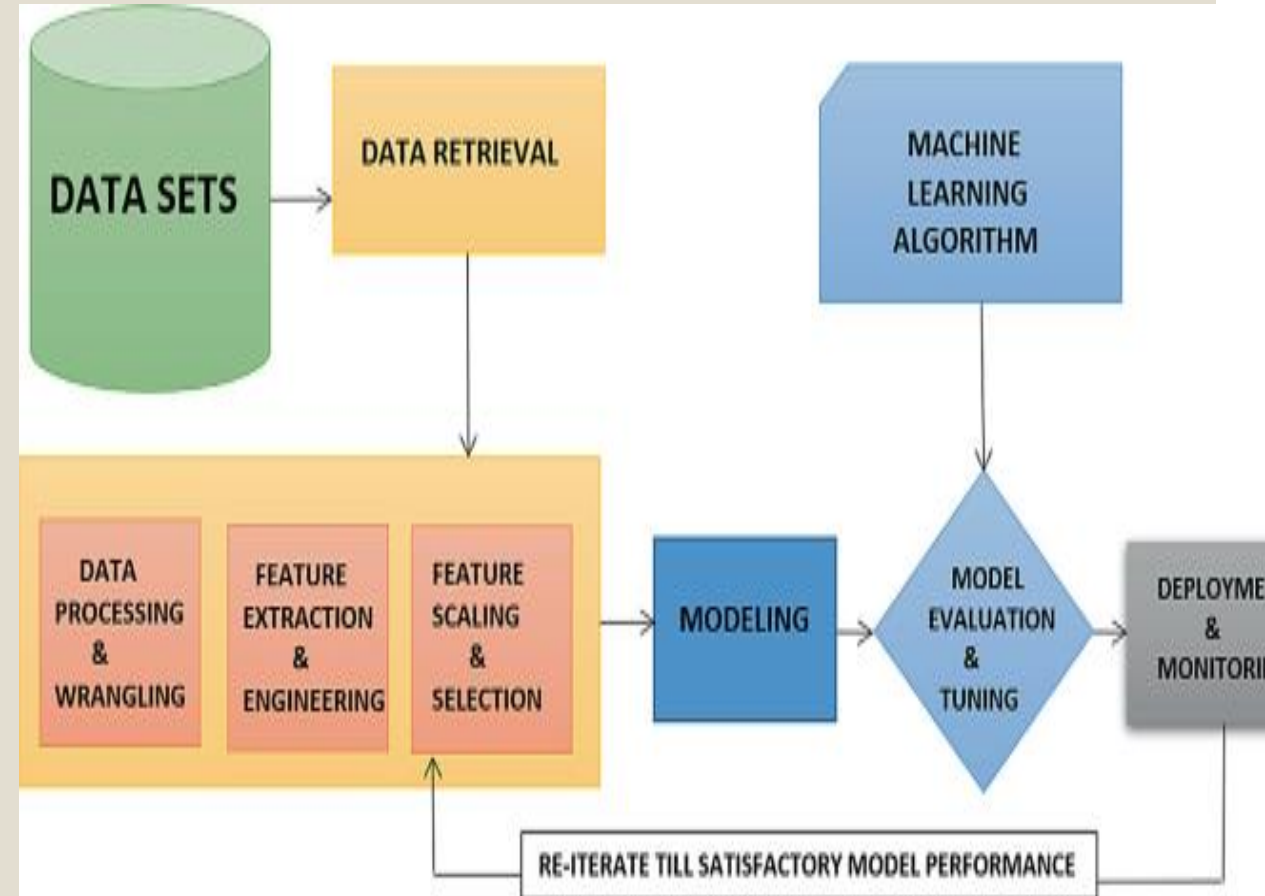 DATA SETS
DATA RETRIEVAL
MACHINE
LEARNING
ALGORITHM
DATA
PROCESSING
&
WRANGLING
FEATURE
EXTRACTION
&
ENGINEERING
FEATURE
SCALING
&
SELECTION
MODELING
MODEL
EVALUATION
&
TUNING
DEPLOYME
&
MONITORI
RE-ITERATE TILL SATISFACTORY MODEL PERFORMANCE